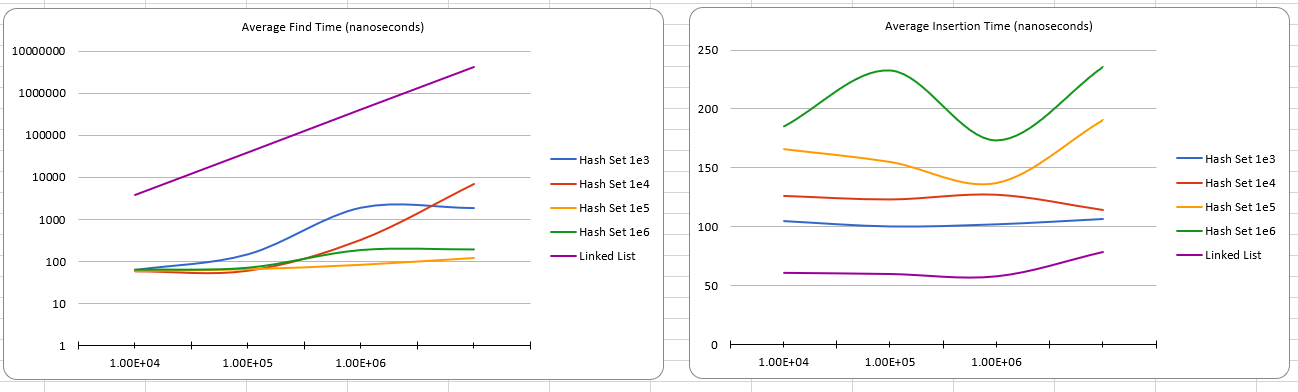 Average Find Time (nanoseconds)
10000000
1000000
100000
10000
1000
100
10
1
1.00E+04 1.00E+05 1.00E+06
Hash Set 1e3
Hash Set 1e4
Hash Set 1e5
Hash Set 1e6
Linked List
Average Insertion Time (nanoseconds)
250
200
150
100
50
0
1.00E+04 1.00E+05 1.00E+06
Hash Set 1e3
Hash Set 1e4
Hash Set 1e5
Hash Set 1e6
Linked List